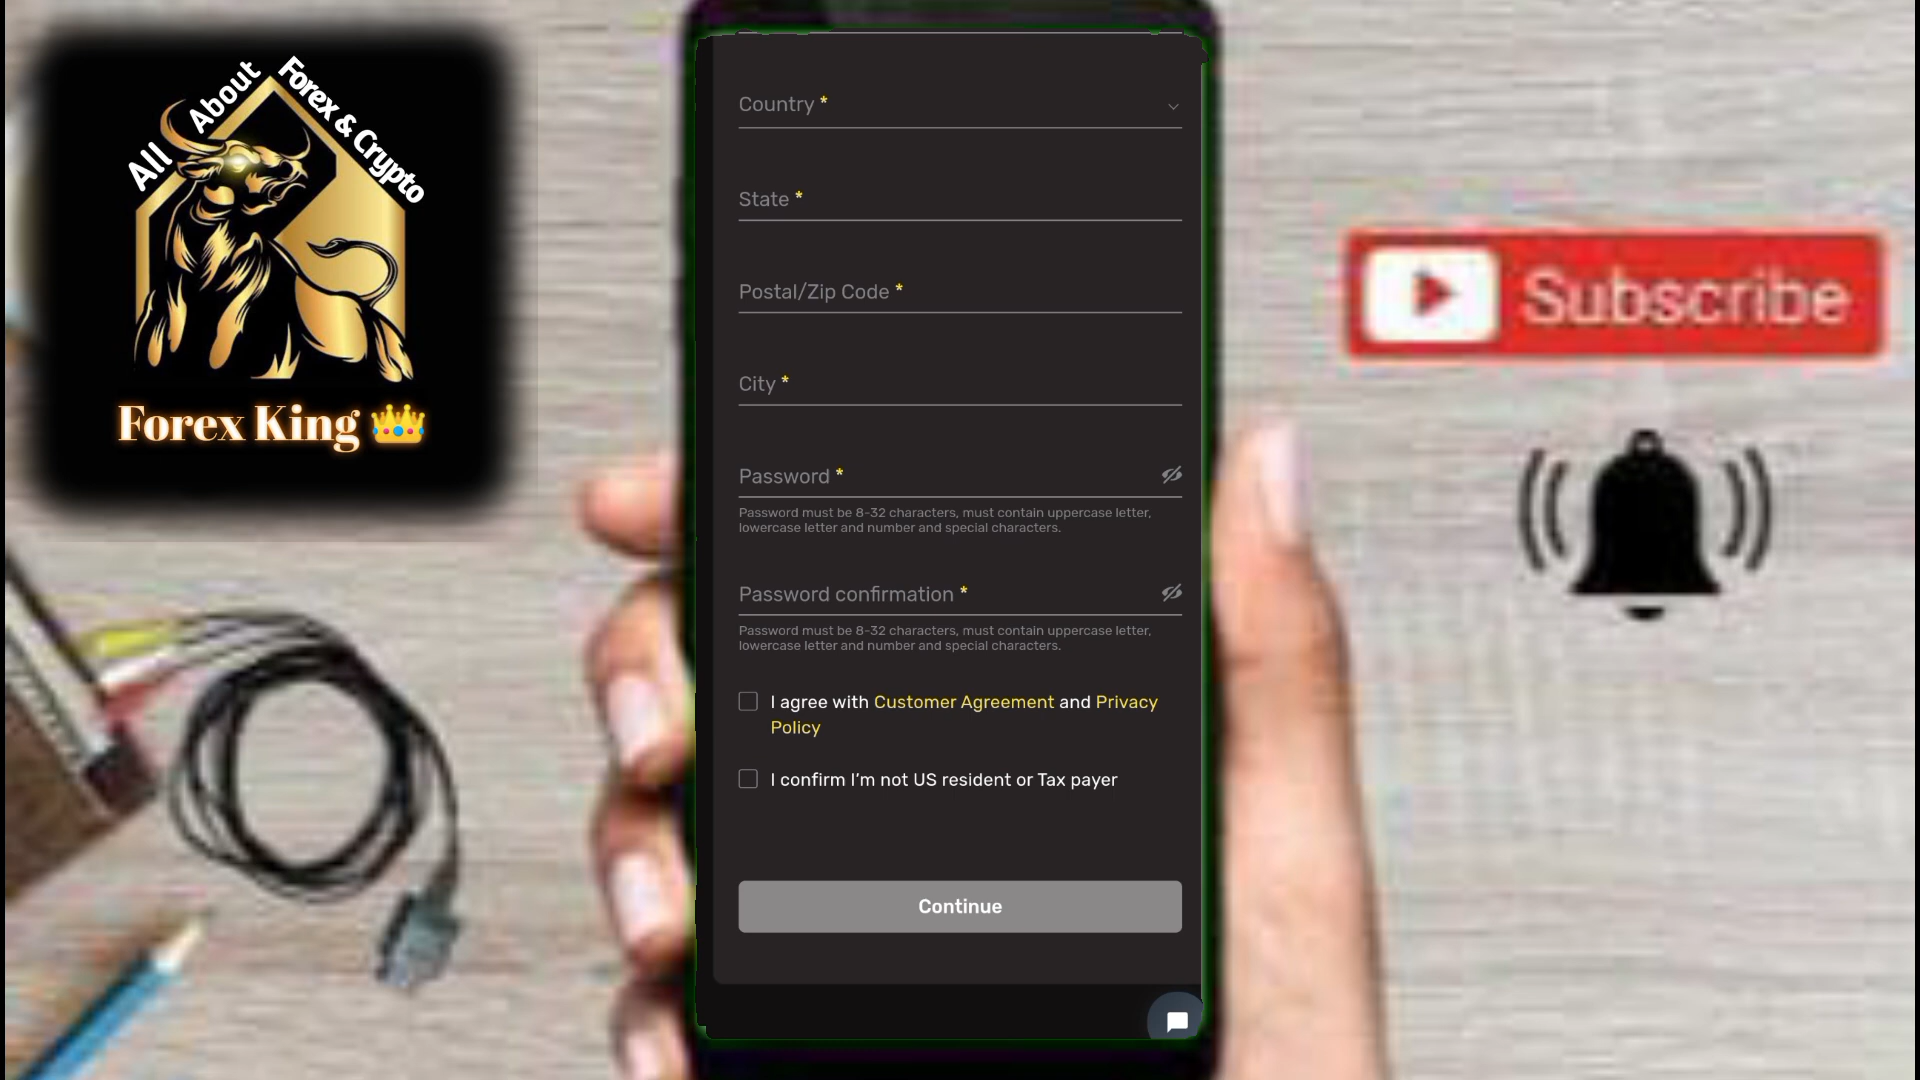 All About Forex & Crypto
Forex King 👑
Country *
State *
Postal/Zip Code *
City *
Password *
Password must be 8-32 characters, must contain uppercase letter,
lowercase letter and number and special characters.
Password confirmation *
Password must be 8-32 characters, must contain uppercase letter,
lowercase letter and number and special characters.
I agree with Customer Agreement and Privacy
Policy
I confirm I’m not US resident or Tax payer
Continue
Subscribe